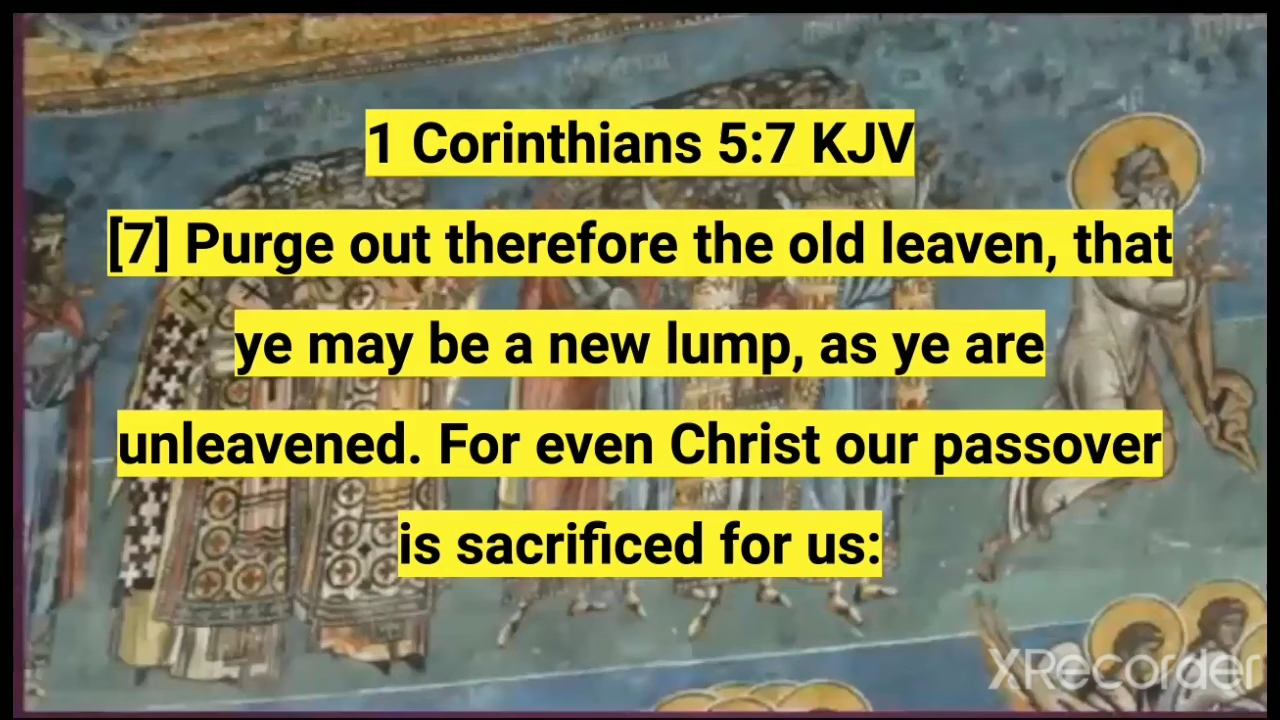 1 Corinthians 5:7 KJV
[7] Purge out therefore the old leaven, that
ye may be a new lump, as ye are
unleavened. For even Christ our passover
is sacrificed for us:
XRecorder